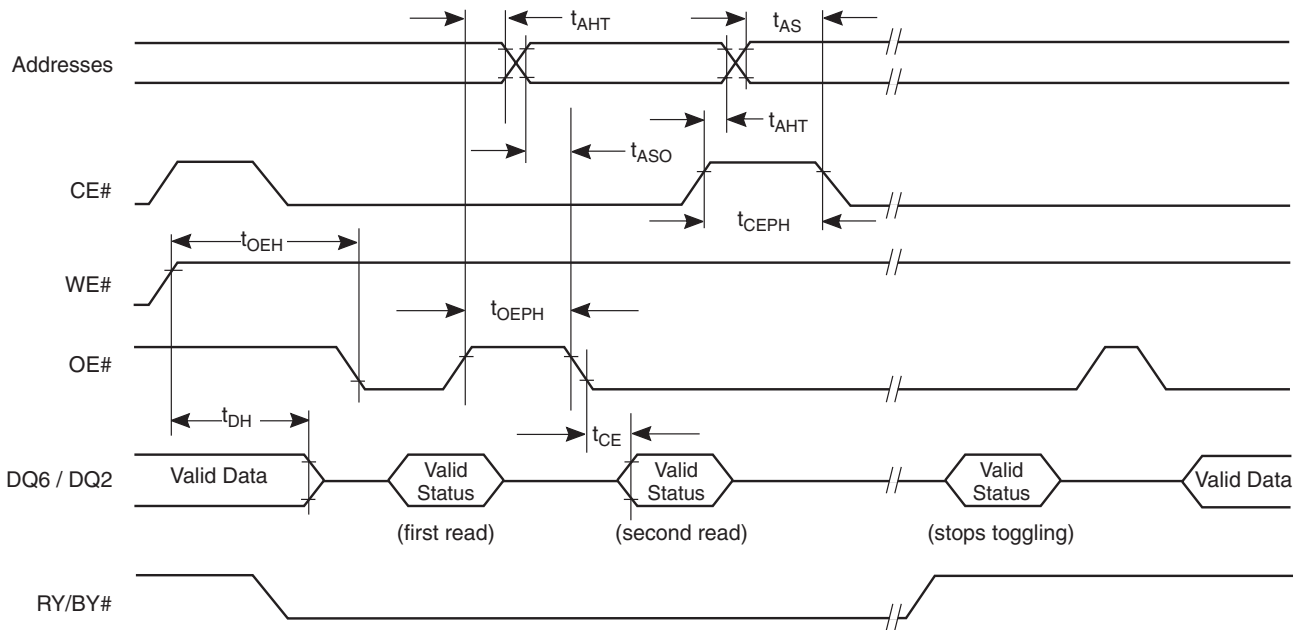 tAHT
tAS
Addresses
tAHT
tASO
CE#
tCEPH
tOEH
WE#
tOEPH
OE#
tDH
tCE
DQ6 / DQ2
Valid Data
Valid
Status
Valid
Status
Valid
Status
Valid Data
(first read)
(second read)
(stops toggling)
RY/BY#